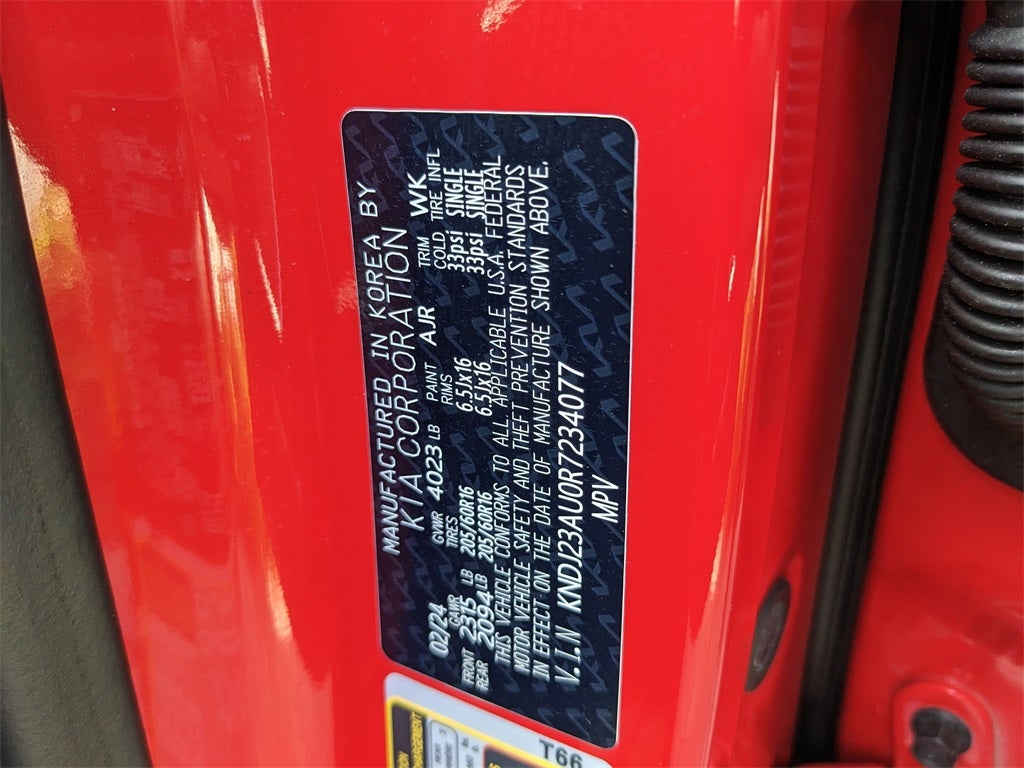 MANUFACTURED IN KOREA BY
KIA CORPORATION
02/24 GVWR 4023 LB PAINT AJR TRIM WK
GAWR TIRES RIMS COLD TIRE INFL
FRONT 2315 LB 205/60R16 6.5JX16 33psi SINGLE
REAR 2094 LB 205/60R16 6.5JX16 33psi SINGLE
THIS VEHICLE CONFORMS TO ALL APPLICABLE U.S.A. FEDERAL
MOTOR VEHICLE SAFETY AND THEFT PREVENTION STANDARDS
IN EFFECT ON THE DATE OF MANUFACTURE SHOWN ABOVE.
V.I.N KNDJ23AU0R7234077
MPV
REAR
T66